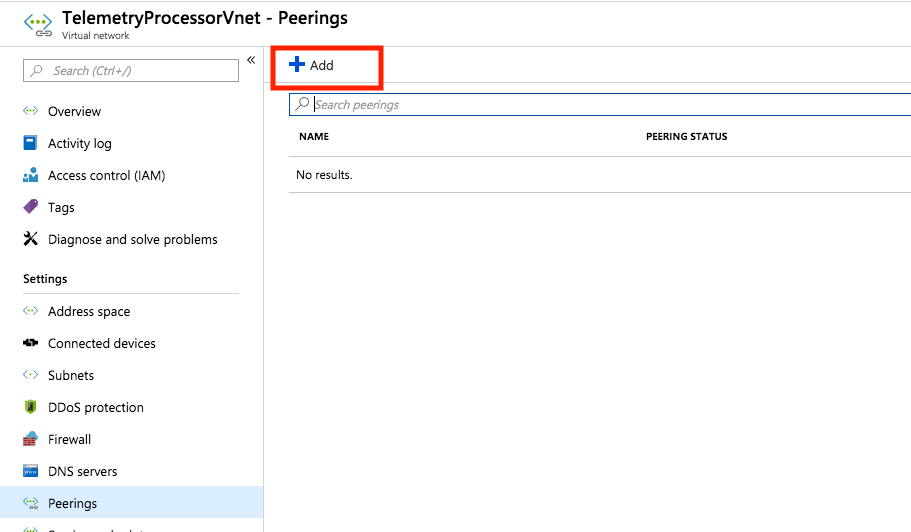 TelemetryProcessorVnet - Peerings
Virtual network
Search (Ctrl+/)
«
Add
Search peerings
NAME PEERING STATUS
No results.
Overview
Activity log
Access control (IAM)
Tags
Diagnose and solve problems
Settings
Address space
Connected devices
Subnets
DDoS protection
Firewall
DNS servers
Peerings